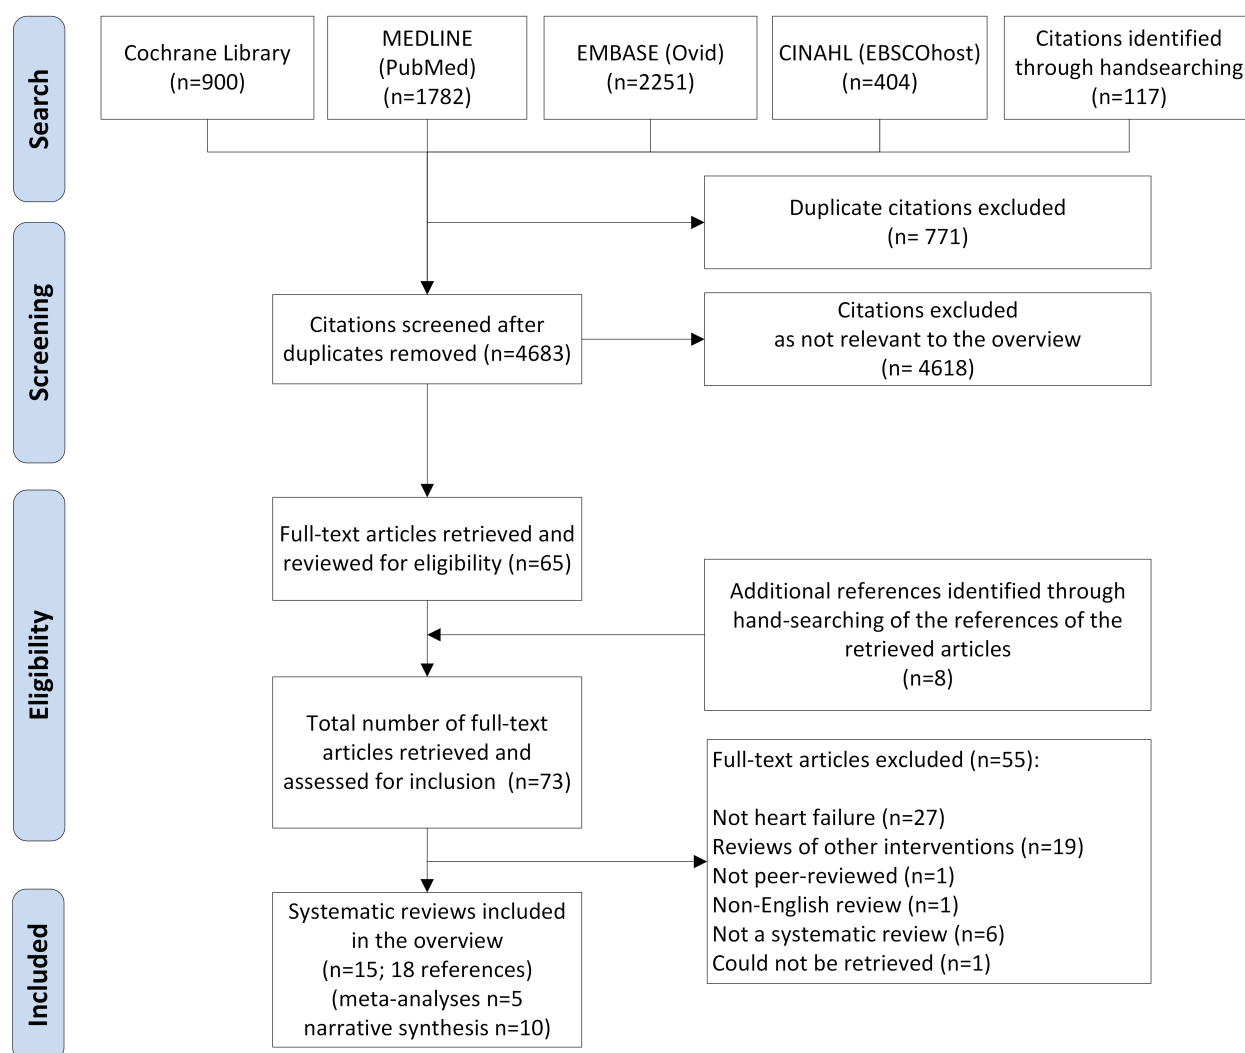 Search
Cochrane Library
(n=900)
MEDLINE
(PubMed)
(n=1782)
EMBASE (Ovid)
(n=2251)
CINAHL (EBSCOhost)
(n=404)
Citations identified
through handsearching
(n=117)
Duplicate citations excluded
(n= 771)
Screening
Citations screened after
duplicates removed (n=4683)
Citations excluded
as not relevant to the overview
(n= 4618)
Eligibility
Full-text articles retrieved and
reviewed for eligibility (n=65)
Additional references identified through
hand-searching of the references of the
retrieved articles
(n=8)
Total number of full-text
articles retrieved and
assessed for inclusion (n=73)
Full-text articles excluded (n=55):
Not heart failure (n=27)
Reviews of other interventions (n=19)
Not peer-reviewed (n=1)
Non-English review (n=1)
Not a systematic review (n=6)
Could not be retrieved (n=1)
Included
Systematic reviews included
in the overview
(n=15; 18 references)
(meta-analyses n=5
narrative synthesis n=10)